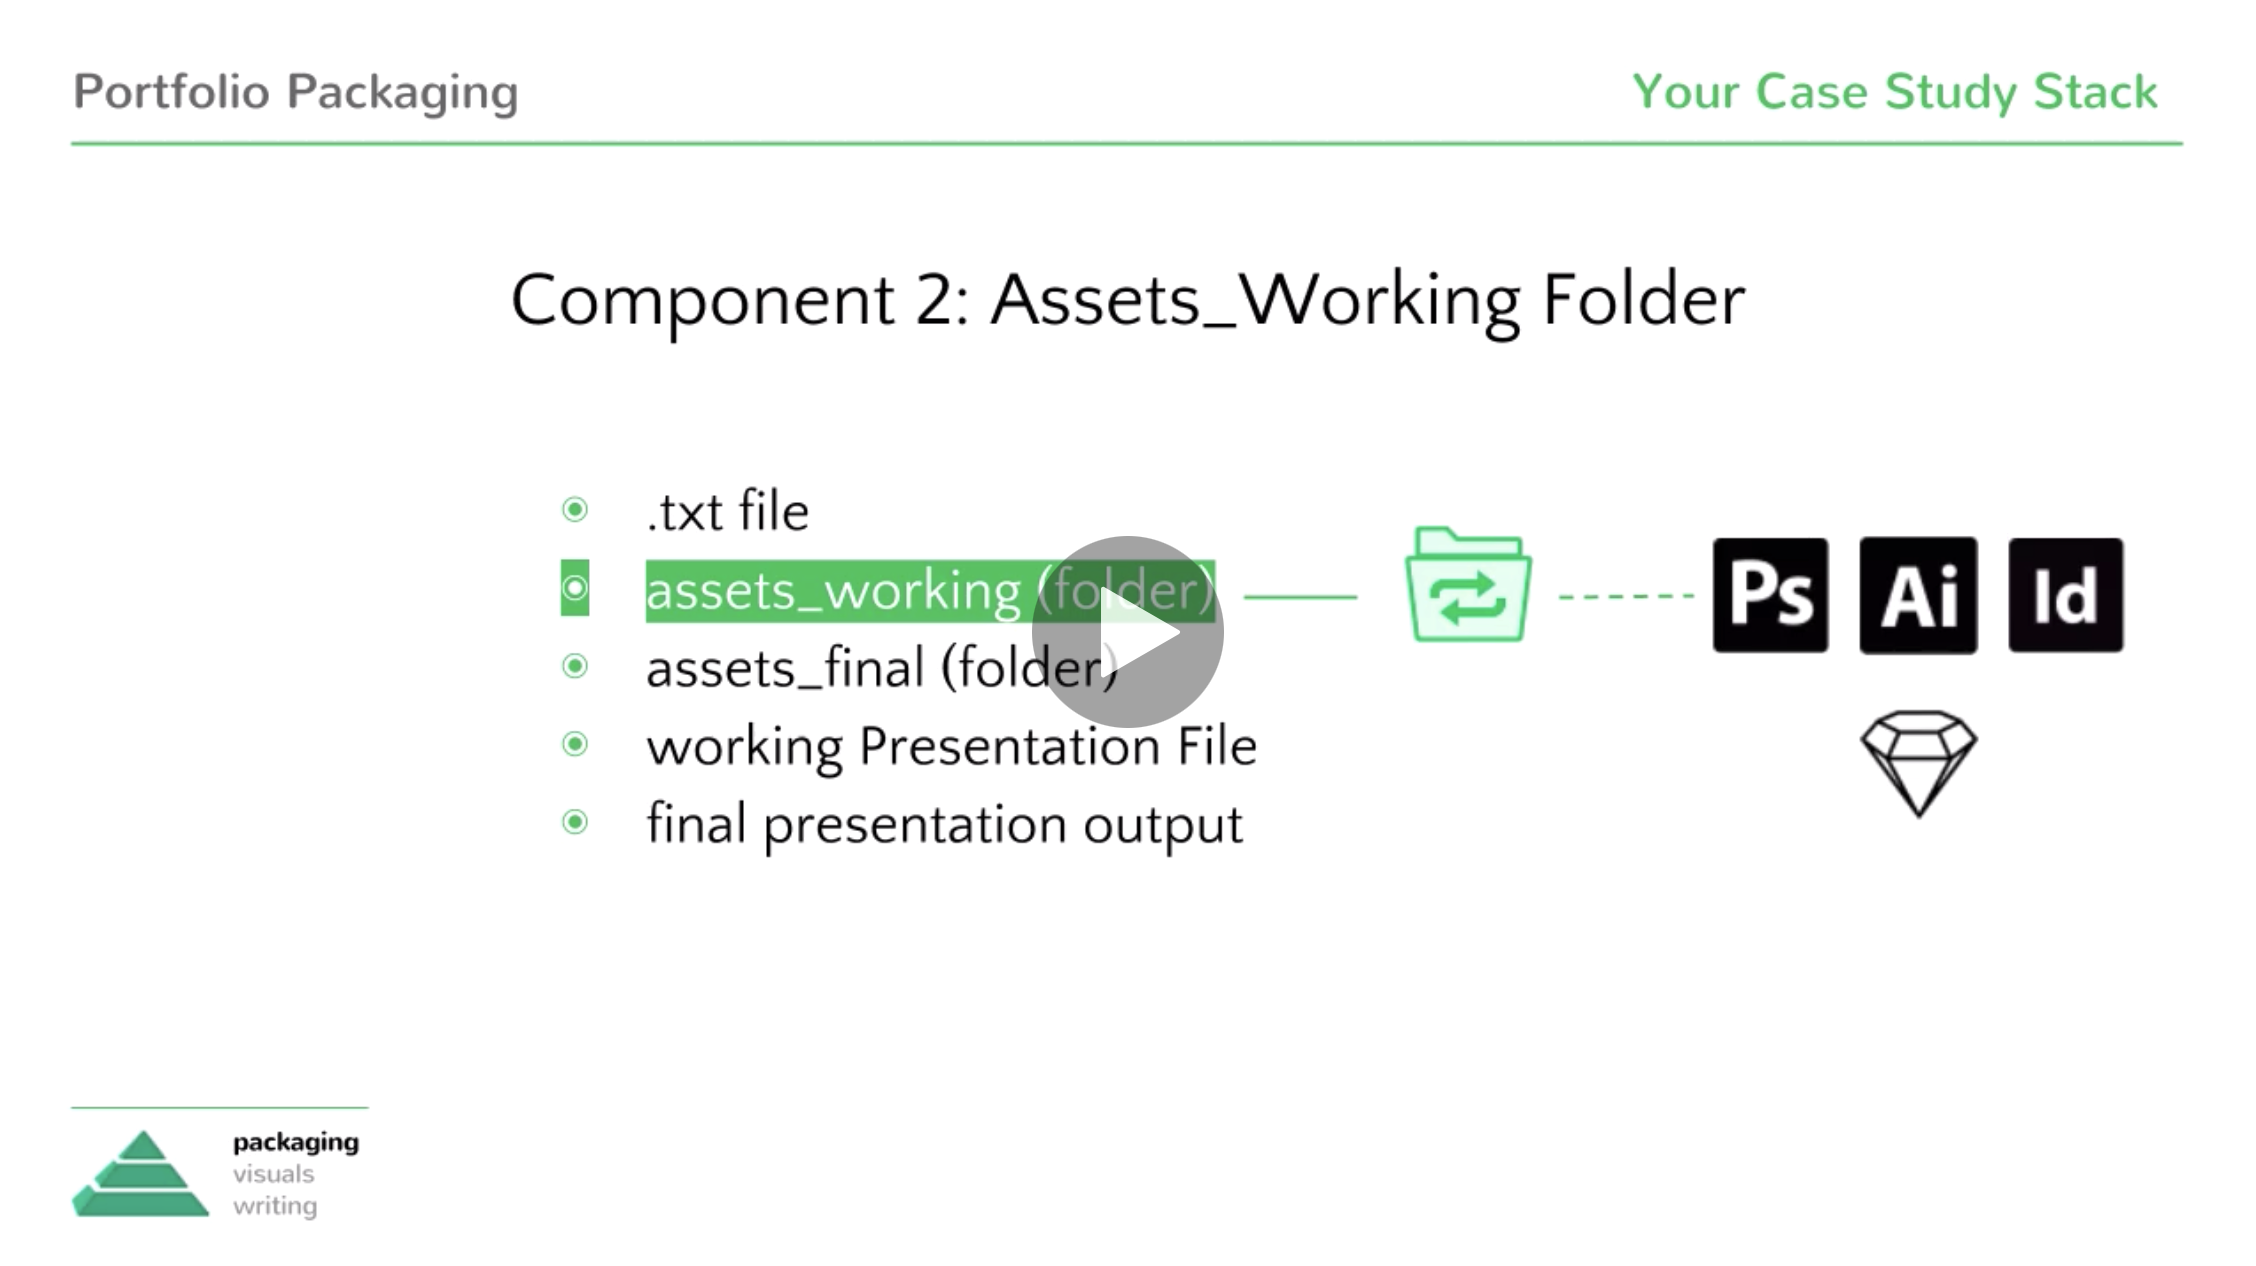 Portfolio Packaging
Your Case Study Stack
Component 2: Assets_Working Folder
.txt file
assets_working (folder)
assets_final (folder)
working Presentation File
final presentation output
Ps Ai Id
packaging
visuals
writing